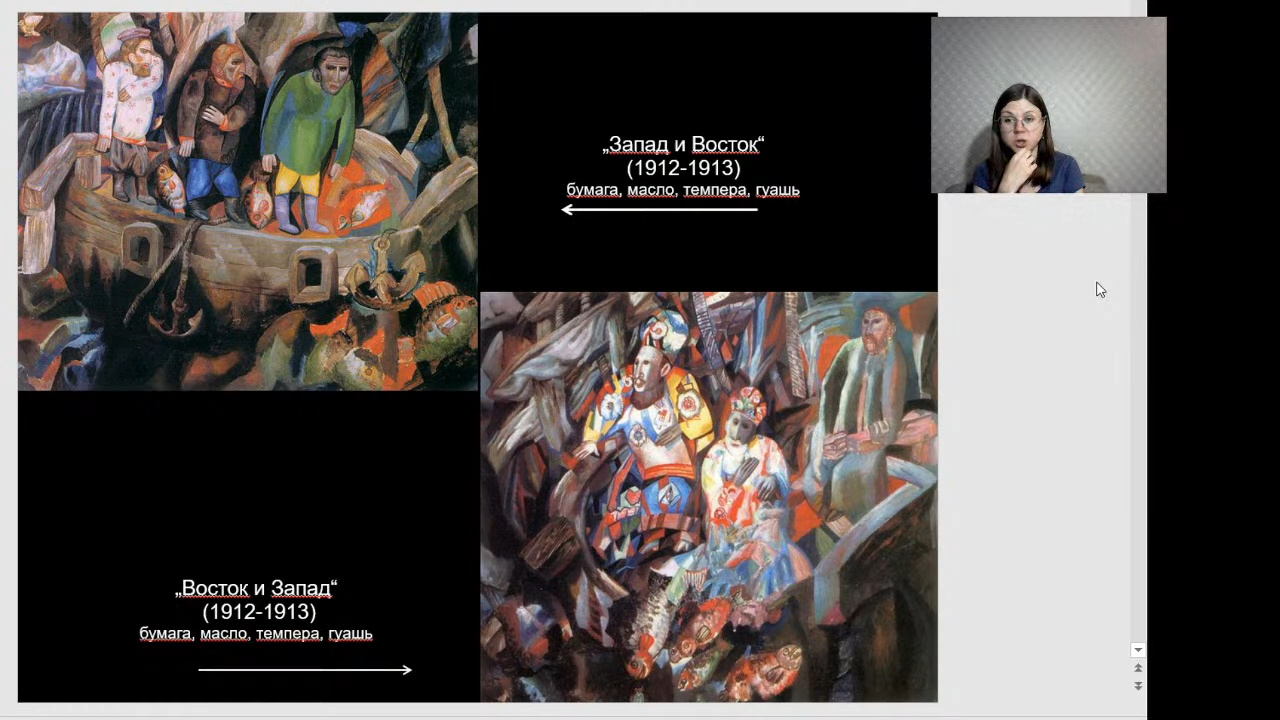 „Запад и Восток“
(1912-1913)
бумага, масло, темпера, гуашь
„Восток и Запад“
(1912-1913)
бумага, масло, темпера, гуашь